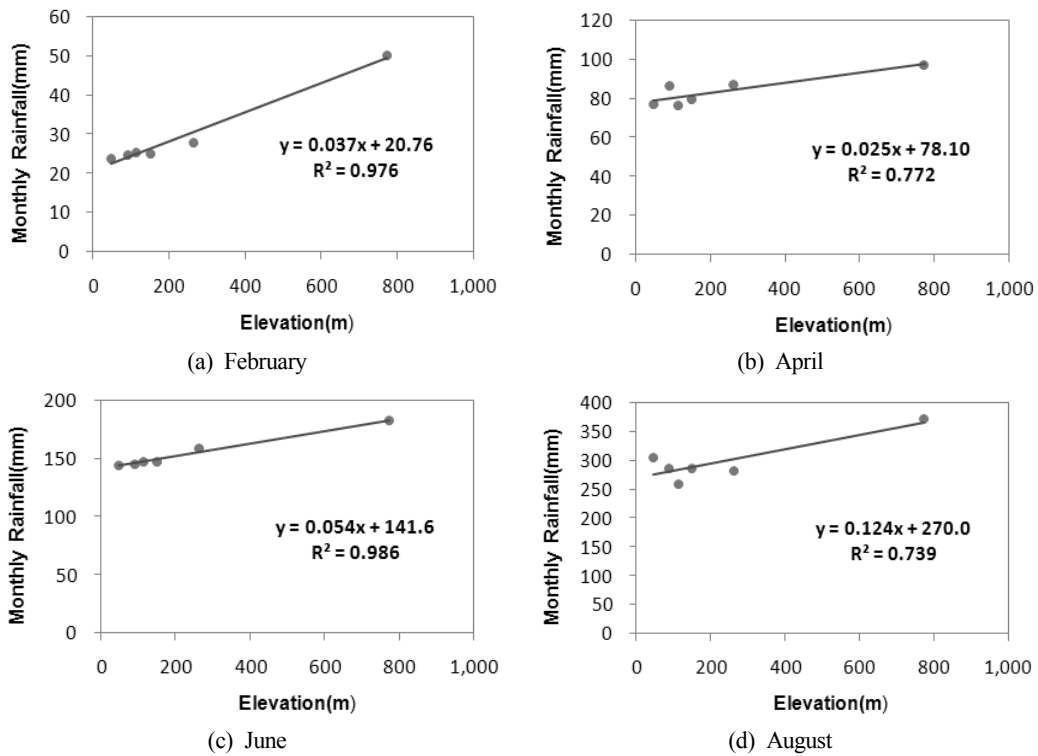 Monthly Rainfall(mm)
60
50
40
30
20
10
0
y = 0.037x + 20.76
R² = 0.976
0 200 400 600 800 1,000
Elevation(m)
(a) February
Monthly Rainfall(mm)
120
100
80
60
40
20
0
y = 0.025x + 78.10
R² = 0.772
0 200 400 600 800 1,000
Elevation(m)
(b) April
Monthly Rainfall(mm)
200
150
100
50
0
y = 0.054x + 141.6
R² = 0.986
0 200 400 600 800 1,000
Elevation(m)
(c) June
Monthly Rainfall(mm)
400
350
300
250
200
150
100
50
0
y = 0.124x + 270.0
R² = 0.739
0 200 400 600 800 1,000
Elevation(m)
(d) August